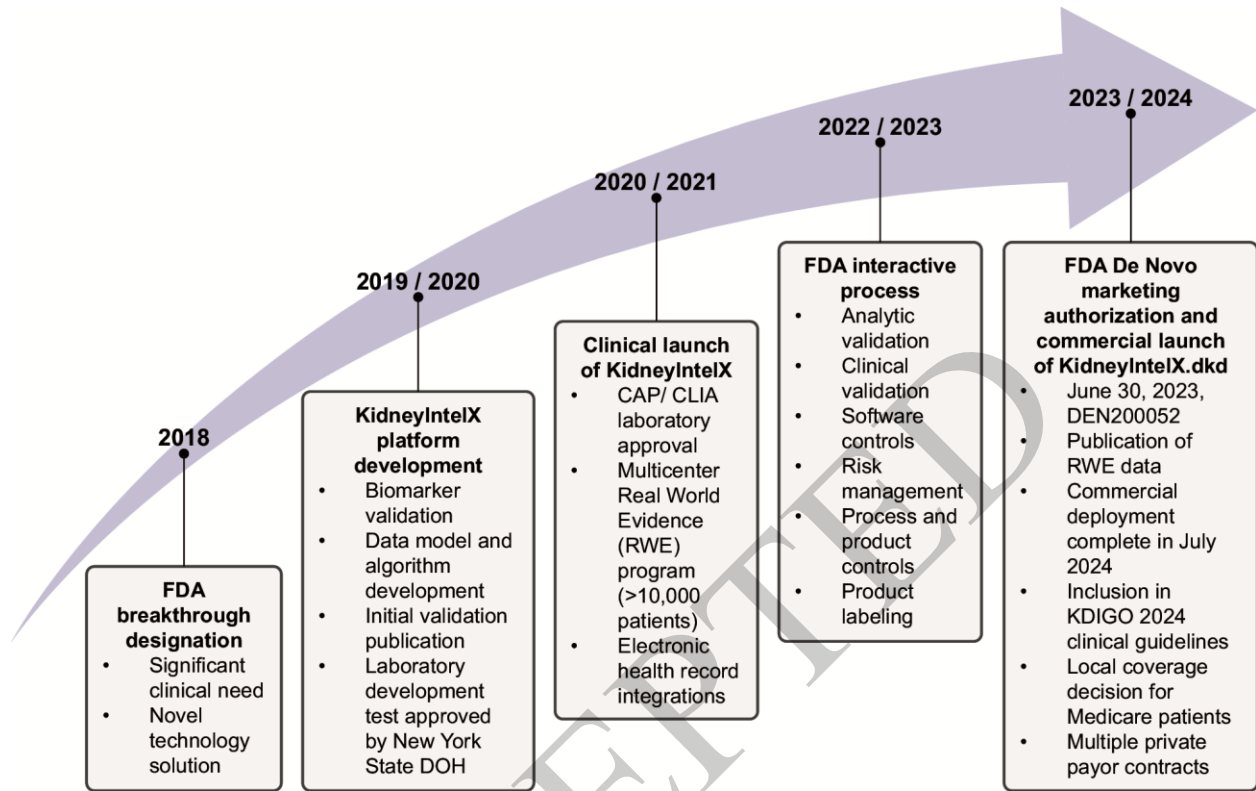 2018
FDA
breakthrough
designation
• Significant
clinical need
• Novel
technology
solution
2019 / 2020
KidneyIntelX
platform
development
• Biomarker
validation
• Data model and
algorithm
development
• Initial validation
publication
• Laboratory
development
test approved
by New York
State DOH
2020 / 2021
Clinical launch
of KidneyIntelX
• CAP/ CLIA
laboratory
approval
• Multicenter
Real World
Evidence
(RWE)
program
(>10,000
patients)
• Electronic
health record
integrations
2022 / 2023
FDA interactive
process
• Analytic
validation
• Clinical
validation
• Software
controls
• Risk
management
• Process and
product
controls
• Product
labeling
2023 / 2024
FDA De Novo
marketing
authorization and
commercial launch
of KidneyIntelX.dkd
• June 30, 2023,
DEN200052
• Publication of
RWE data
• Commercial
deployment
complete in July
2024
• Inclusion in
KDIGO 2024
clinical guidelines
• Local coverage
decision for
Medicare patients
• Multiple private
payor contracts
EPTED